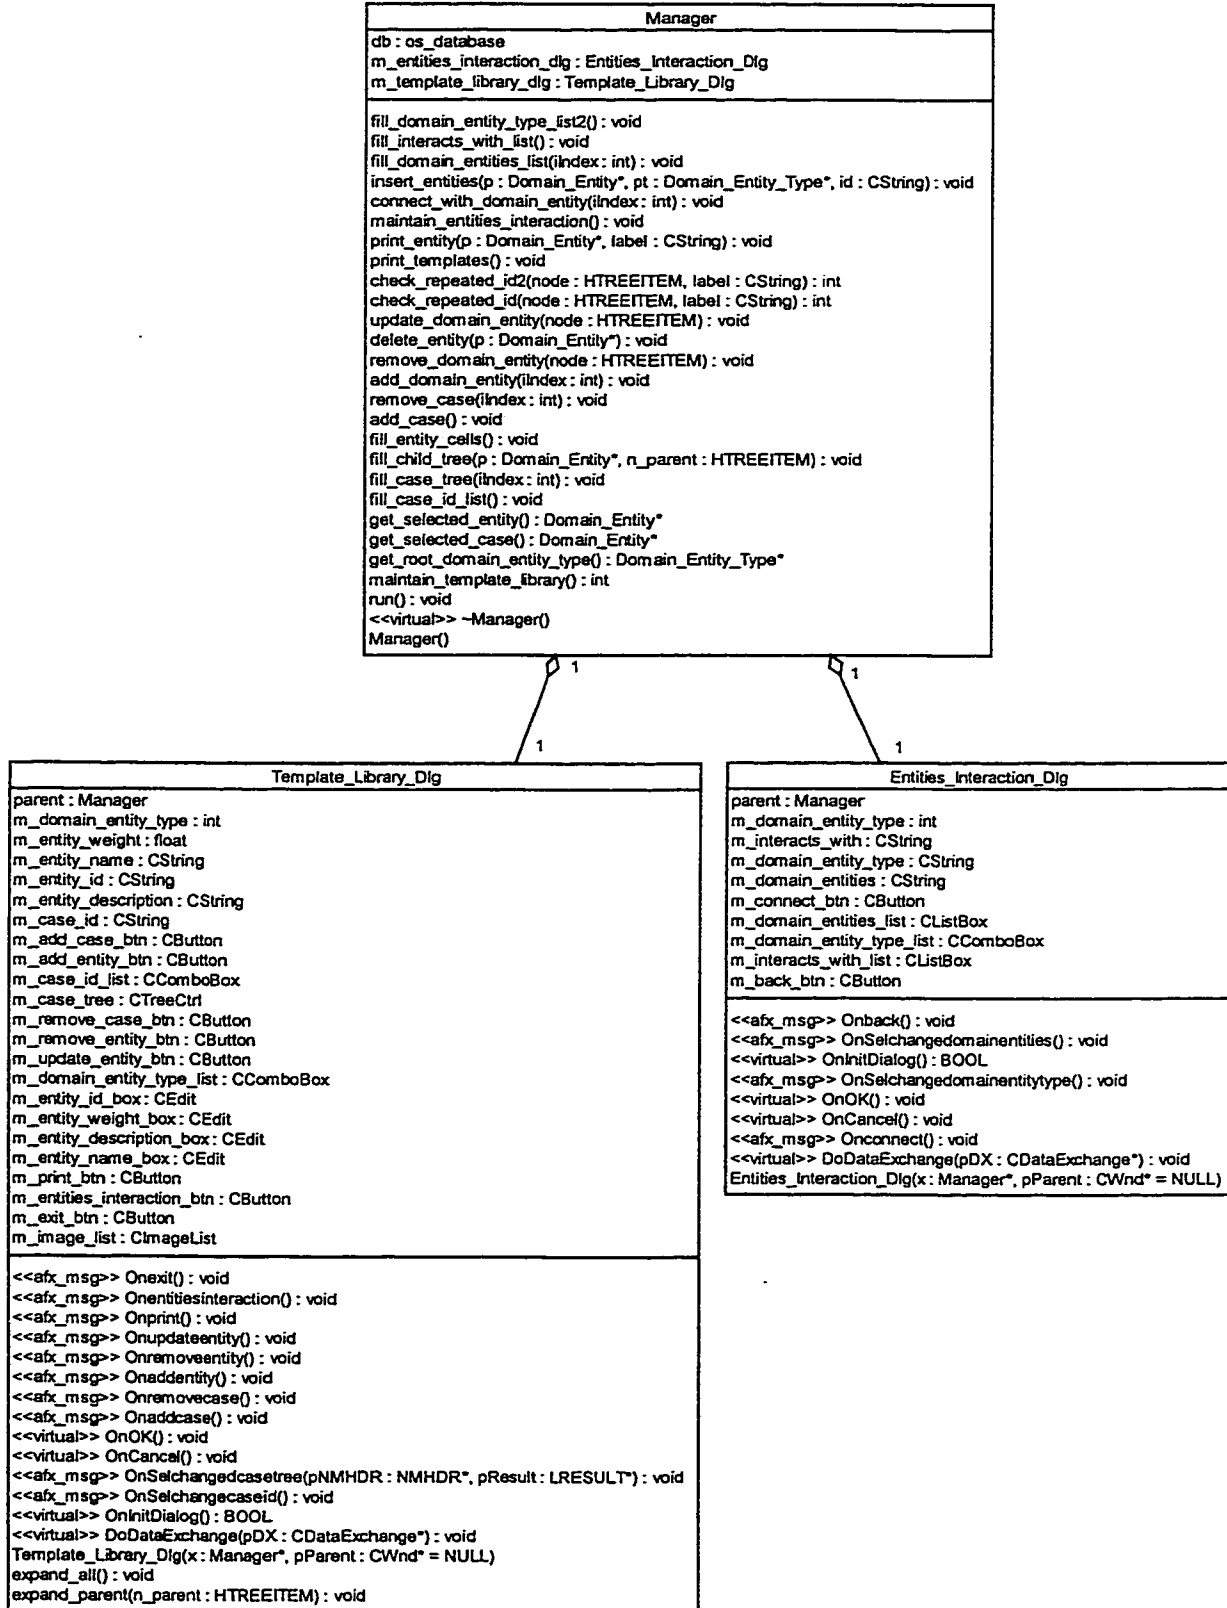 Manager
db : os_database
m_entities_interaction_dlg : Entities_Interaction_Dlg
m_template_library_dlg : Template_Library_Dlg
fill_domain_entity_type_list2() : void
fill_interacts_with_list() : void
fill_domain_entities_list(iIndex : int) : void
insert_entities(p : Domain_Entity*, pt : Domain_Entity_Type*, id : CString) : void
connect_with_domain_entity(iIndex : int) : void
maintain_entities_interaction() : void
print_entity(p : Domain_Entity*, label : CString) : void
print_templates() : void
check_repeated_id2(node : HTREEITEM, label : CString) : int
check_repeated_id(node : HTREEITEM, label : CString) : int
update_domain_entity(node : HTREEITEM) : void
delete_entity(p : Domain_Entity*) : void
remove_domain_entity(node : HTREEITEM) : void
add_domain_entity(iIndex : int) : void
remove_case(iIndex : int) : void
add_case() : void
fill_entity_cells() : void
fill_child_tree(p : Domain_Entity*, n_parent : HTREEITEM) : void
fill_case_tree(iIndex : int) : void
fill_case_id_list() : void
get_selected_entity() : Domain_Entity*
get_selected_case() : Domain_Entity*
get_root_domain_entity_type() : Domain_Entity_Type*
maintain_template_library() : int
run() : void
<<virtual>> ~Manager()
Manager()
1
1
1
1
Template_Library_Dlg
parent : Manager
m_domain_entity_type : int
m_entity_weight : float
m_entity_name : CString
m_entity_id : CString
m_entity_description : CString
m_case_id : CString
m_add_case_btn : CButton
m_add_entity_btn : CButton
m_case_id_list : CComboBox
m_case_tree : CTreeCtrl
m_remove_case_btn : CButton
m_remove_entity_btn : CButton
m_update_entity_btn : CButton
m_domain_entity_type_list : CComboBox
m_entity_id_box : CEdit
m_entity_weight_box : CEdit
m_entity_description_box : CEdit
m_entity_name_box : CEdit
m_print_btn : CButton
m_entities_interaction_btn : CButton
m_exit_btn : CButton
m_image_list : CImageList
<<afx_msg>> Onexit() : void
<<afx_msg>> Onentitiesinteraction() : void
<<afx_msg>> Onprint() : void
<<afx_msg>> Onupdateentity() : void
<<afx_msg>> Onremoveentity() : void
<<afx_msg>> Onaddentity() : void
<<afx_msg>> Onremovecase() : void
<<afx_msg>> Onaddcase() : void
<<virtual>> OnOK() : void
<<virtual>> OnCancel() : void
<<afx_msg>> OnSelchangedcasetree(pNMHDR : NMHDR*, pResult : LRESULT*) : void
<<afx_msg>> OnSelchangecaseid() : void
<<virtual>> OnInitDialog() : BOOL
<<virtual>> DoDataExchange(pDX : CDataExchange*) : void
Template_Library_Dlg(x : Manager*, pParent : CWnd* = NULL)
expand_all() : void
expand_parent(n_parent : HTREEITEM) : void
Entities_Interaction_Dlg
parent : Manager
m_domain_entity_type : int
m_interacts_with : CString
m_domain_entity_type : CString
m_domain_entities : CString
m_connect_btn : CButton
m_domain_entities_list : CListBox
m_domain_entity_type_list : CComboBox
m_interacts_with_list : CListBox
m_back_btn : CButton
<<afx_msg>> Onback() : void
<<afx_msg>> OnSelchangedomainentities() : void
<<virtual>> OnInitDialog() : BOOL
<<afx_msg>> OnSelchangedomainentitytype() : void
<<virtual>> OnOK() : void
<<virtual>> OnCancel() : void
<<afx_msg>> Onconnect() : void
<<virtual>> DoDataExchange(pDX : CDataExchange*) : void
Entities_Interaction_Dlg(x : Manager*, pParent : CWnd* = NULL)